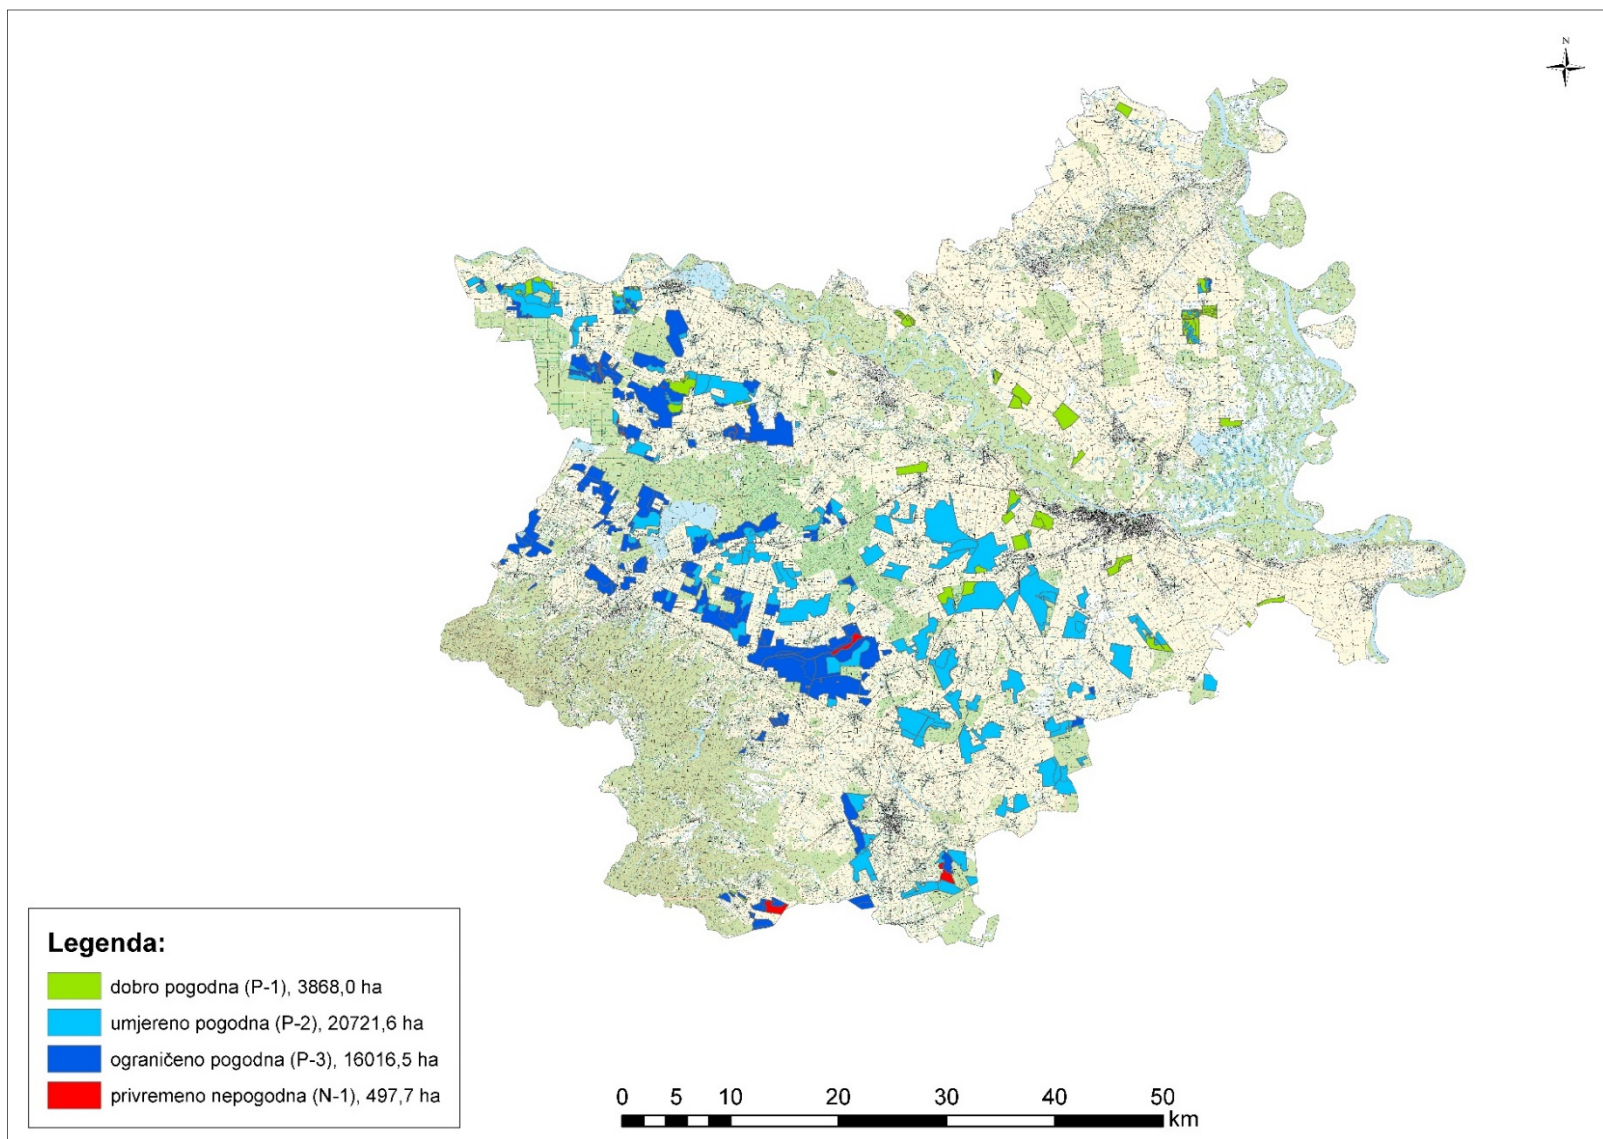 N
Legenda:
dobro pogodna (P-1), 3868,0 ha
umjereno pogodna (P-2), 20721,6 ha
ograničeno pogodna (P-3), 16016,5 ha
privremeno nepogodna (N-1), 497,7 ha
0 5 10 20 30 40 50
km